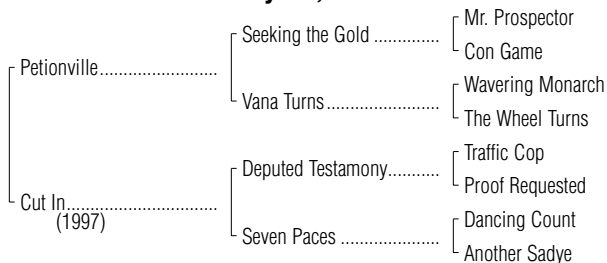 Mr. Prospector
Seeking the Gold ..............
Con Game
Petionville.........................
Wavering Monarch
Vana Turns ........................
The Wheel Turns
Traffic Cop
Deputed Testamony...........
Proof Requested
Cut In................................
(1997)
Dancing Count
Seven Paces .....................
Another Sadye